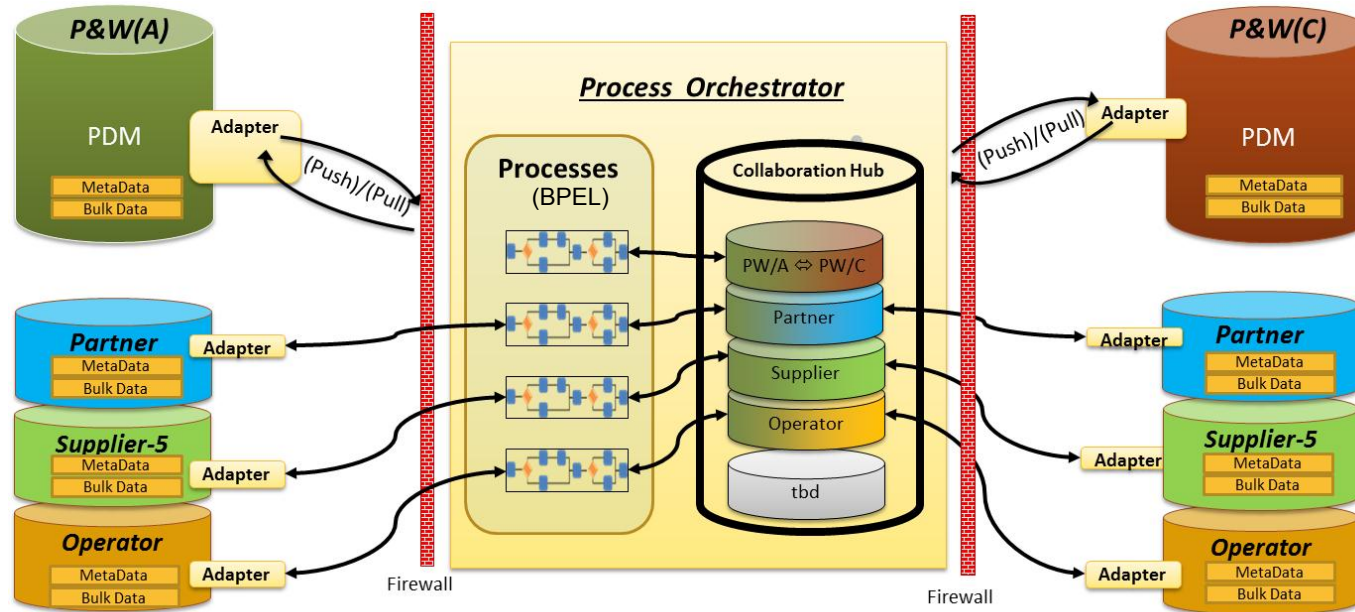 P&W(A)
PDM
MetaData
Bulk Data
Adapter
(Push)/(Pull)
Partner
MetaData
Bulk Data
Adapter
Supplier-5
MetaData
Bulk Data
Adapter
Operator
MetaData
Bulk Data
Adapter
Firewall
Process Orchestrator
Processes
(BPEL)
Collaboration Hub
PW/A ⇔ PW/C
Partner
Supplier
Operator
tbd
Firewall
P&W(C)
Adapter
PDM
(Push)/(Pull)
MetaData
Bulk Data
Partner
Adapter
MetaData
Bulk Data
Supplier-5
Adapter
MetaData
Bulk Data
Operator
Adapter
MetaData
Bulk Data